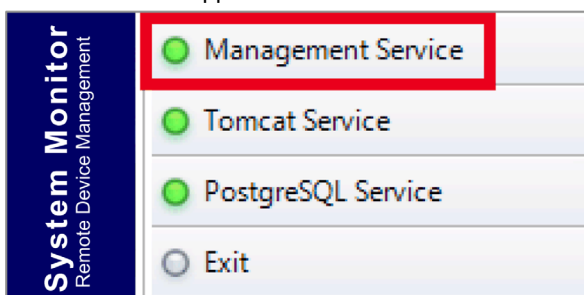 System Monitor
Remote Device Management
Management Service
Tomcat Service
PostgreSQL Service
Exit